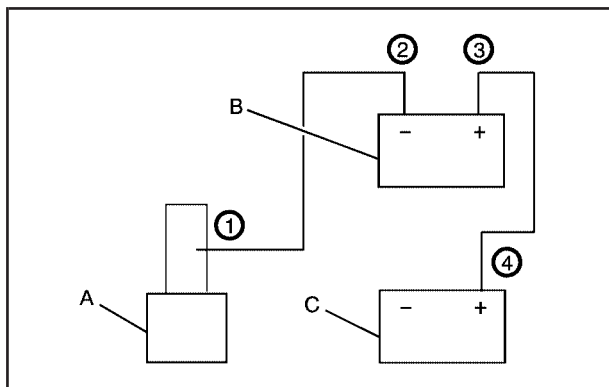 ② ③
B
− +
①
④
A
C
− +